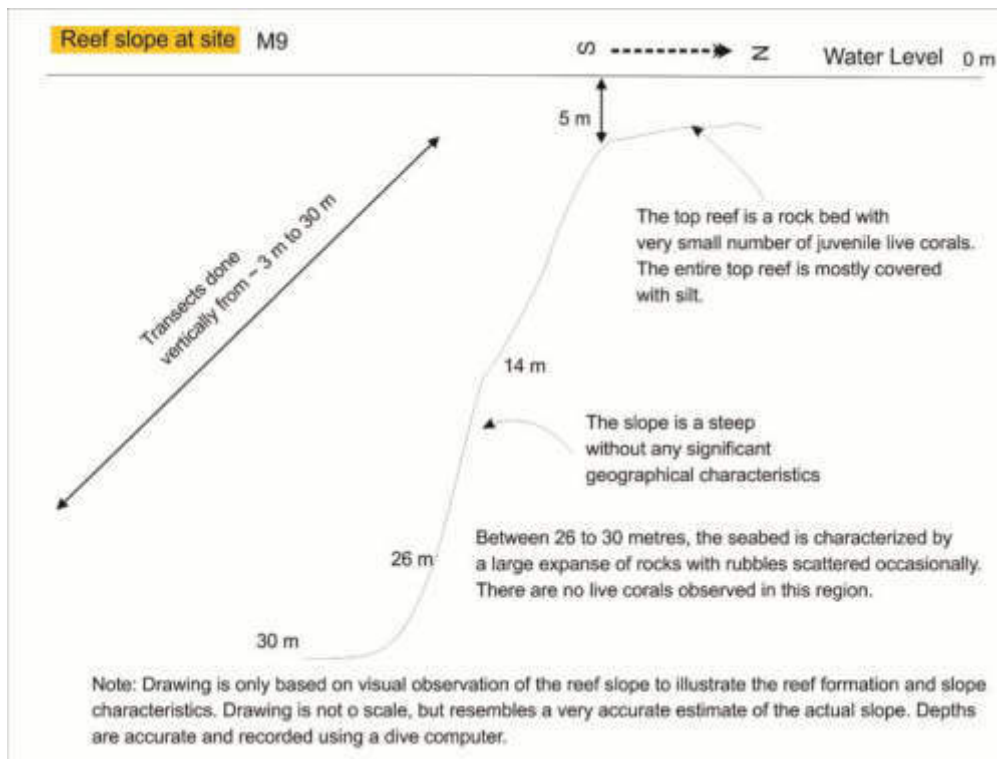 Reef slope at site M9
S N
Water Level 0 m
5 m
Transects done
vertically from ~ 3 m to 30 m
The top reef is a rock bed with
very small number of juvenile live corals.
The entire top reef is mostly covered
with silt.
14 m
The slope is a steep
without any significant
geographical characteristics
Between 26 to 30 metres, the seabed is characterized by
a large expanse of rocks with rubbles scattered occasionally.
There are no live corals observed in this region.
26 m
30 m
Note: Drawing is only based on visual observation of the reef slope to illustrate the reef formation and slope
characteristics. Drawing is not o scale, but resembles a very accurate estimate of the actual slope. Depths
are accurate and recorded using a dive computer.